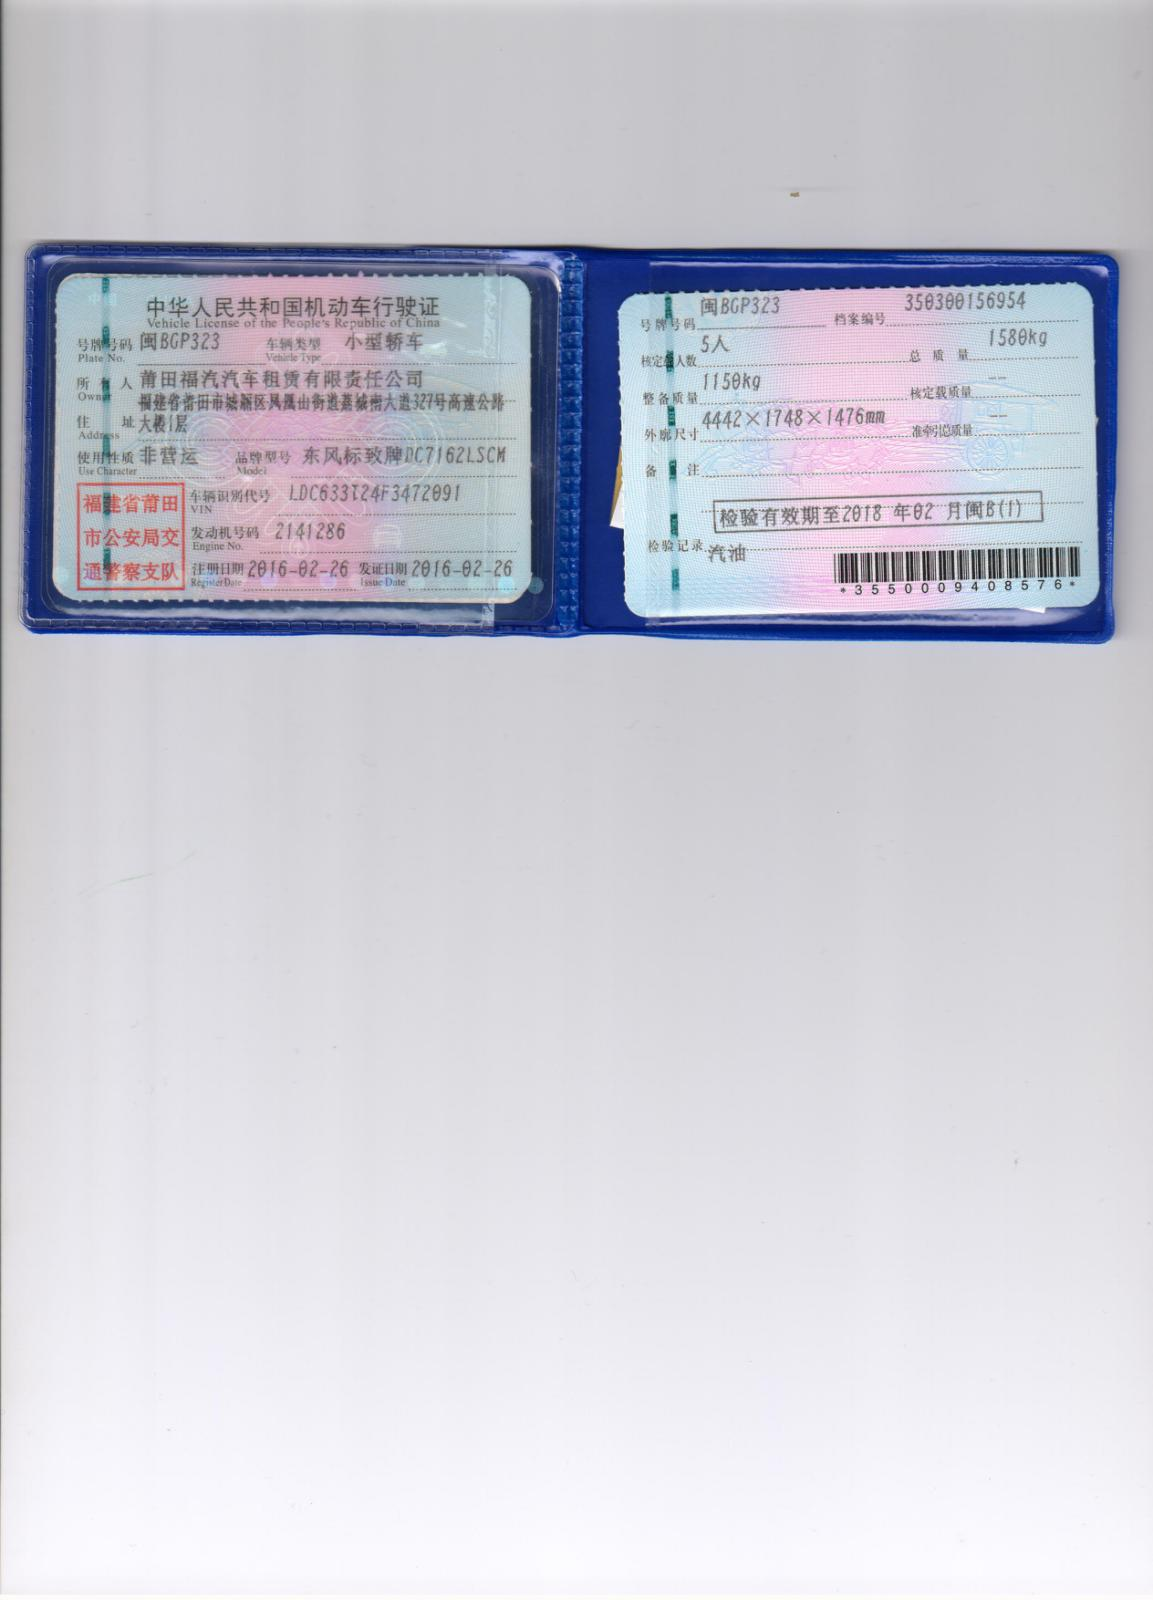 中华人民共和国机动车行驶证
Vehicle License of the People's Republic of China
号牌号码 闽BGP323 车辆类型 小型轿车
Plate No. Vehicle Type
所有人 莆田福汽汽车租赁有限责任公司
Owner
福建省莆田市城厢区凤凰山街道荔城南大道327号高速公路
住址 大楼1层
Address
使用性质 非营运 品牌型号 东风标致牌DC7162LSCM
Use Character Model
福建省莆田
市公安局交
通警察支队
车辆识别代号 LDC633T24F3472091
VIN
发动机号码 2141286
Engine No.
注册日期 2016-02-26 发证日期 2016-02-26
Register Date Issue Date
号牌号码 闽BGP323 档案编号 350300156954
核定载人数 5人 总质量 1580kg
整备质量 1150kg 核定载质量 --
外廓尺寸 4442×1748×1476mm 准牵引总质量 --
备注
检验有效期至2018 年02 月闽B(1)
检验记录 汽油
*3550009408576*